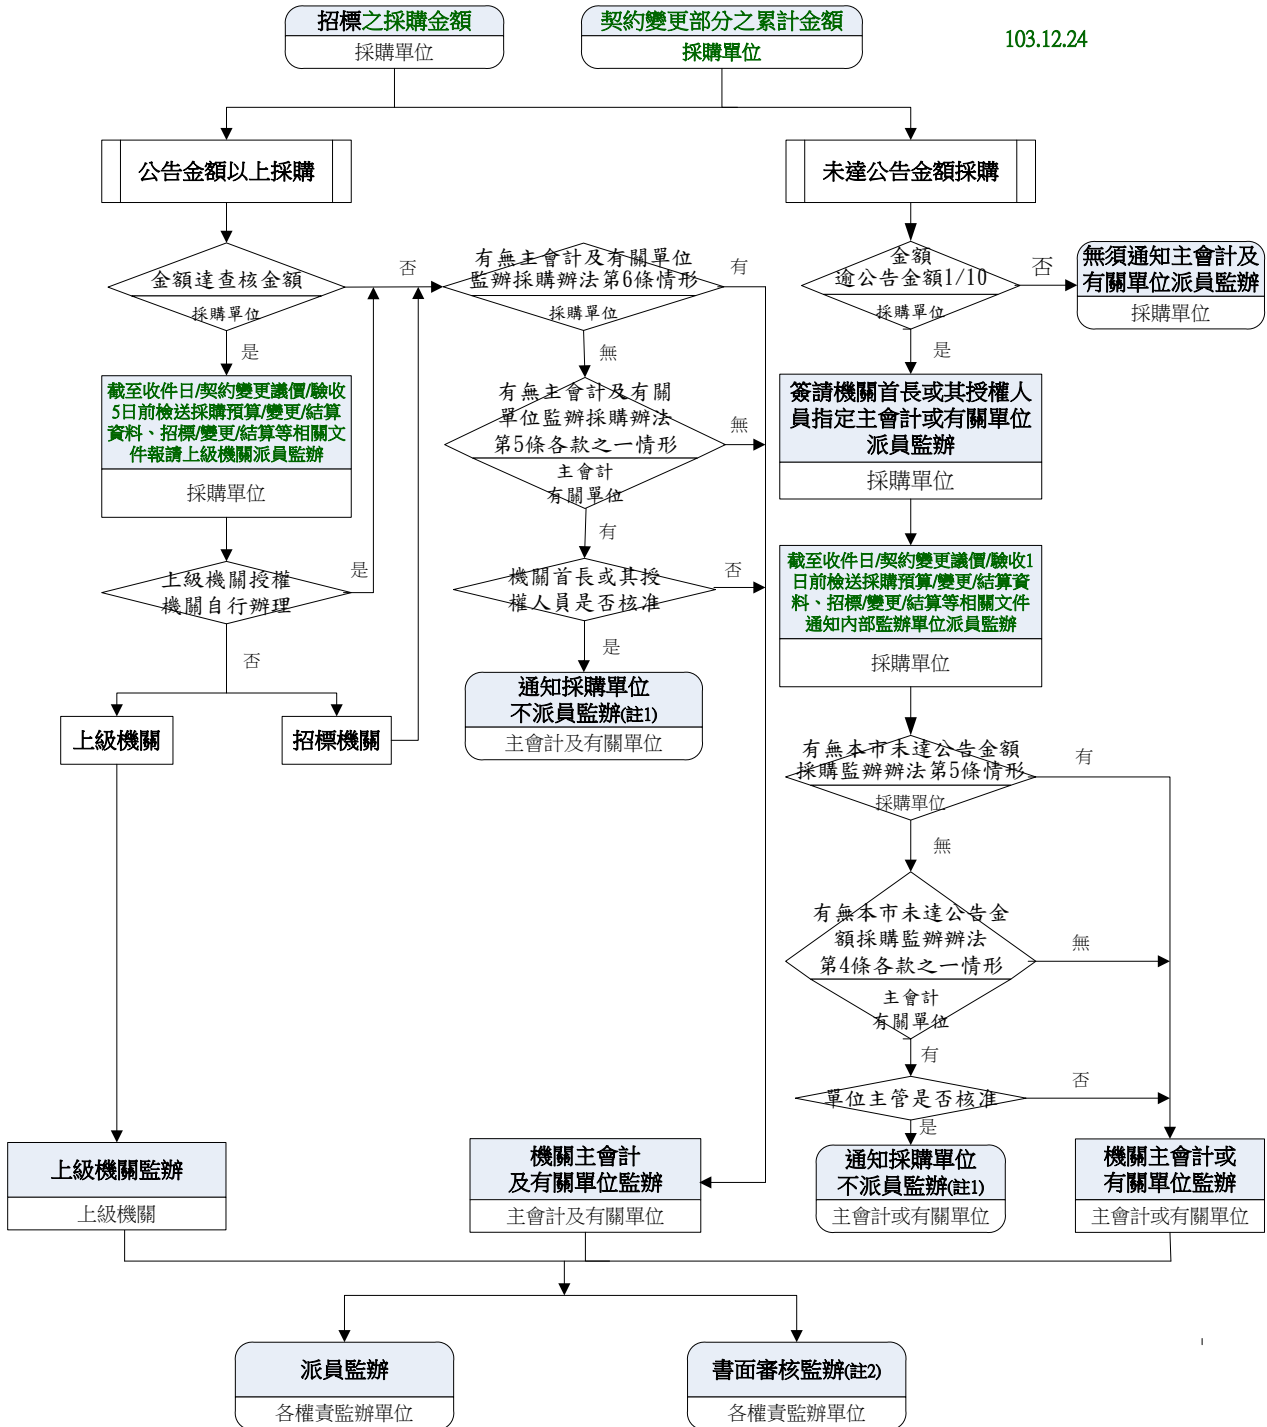 招標之採購金額
採購單位
契約變更部分之累計金額
採購單位
103.12.24
公告金額以上採購
未達公告金額採購
金額達查核金額
採購單位
否
是
有無主會計及有關單位
監辦採購辦法第6條情形
採購單位
有
無
金額
逾公告金額1/10
採購單位
否
是
無須通知主會計及
有關單位派員監辦
採購單位
截至收件日/契約變更議價/驗收
5日前檢送採購預算/變更/結算
資料、招標/變更/結算等相關文
件報請上級機關派員監辦
採購單位
有無主會計及有關
單位監辦採購辦法
第5條各款之一情形
主會計
有關單位
無
有
簽請機關首長或其授權人
員指定主會計或有關單位
派員監辦
採購單位
上級機關授權
機關自行辦理
是
否
機關首長或其授
權人員是否核准
否
是
截至收件日/契約變更議價/驗收1
日前檢送採購預算/變更/結算資
料、招標/變更/結算等相關文件
通知內部監辦單位派員監辦
採購單位
上級機關
招標機關
通知採購單位
不派員監辦(註1)
主會計及有關單位
有無本市未達公告金額
採購監辦辦法第5條情形
採購單位
有
無
有無本市未達公告金
額採購監辦辦法
第4條各款之一情形
主會計
有關單位
無
有
單位主管是否核准
否
是
上級機關監辦
上級機關
機關主會計
及有關單位監辦
主會計及有關單位
通知採購單位
不派員監辦(註1)
主會計或有關單位
機關主會計或
有關單位監辦
主會計或有關單位
派員監辦
各權責監辦單位
書面審核監辦(註2)
各權責監辦單位